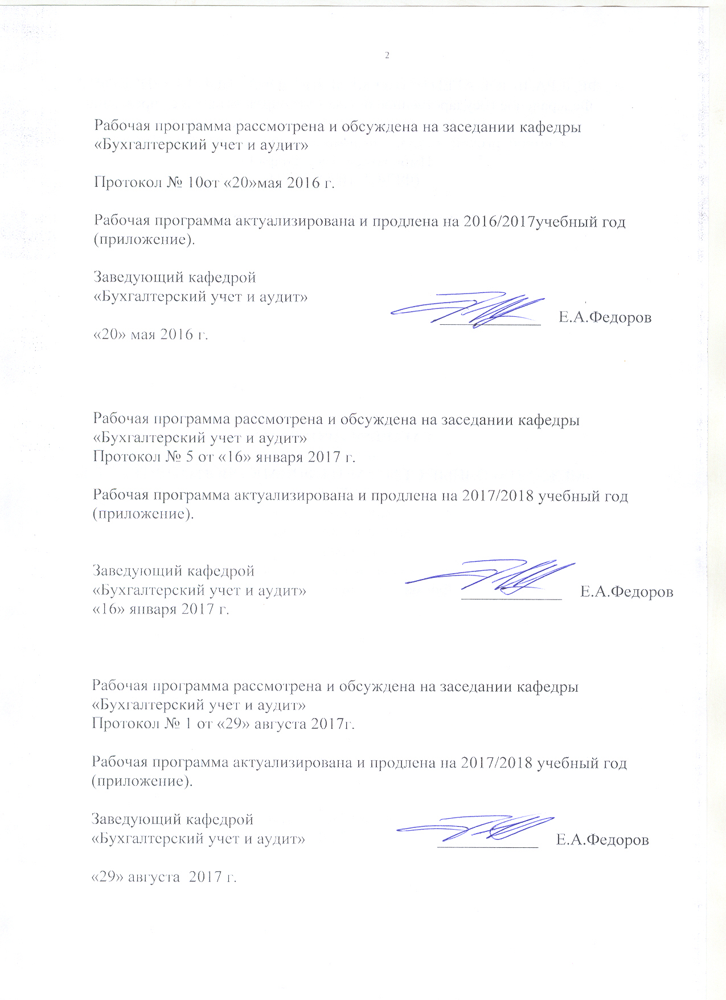 2
Рабочая программа рассмотрена и обсуждена на заседании кафедры
«Бухгалтерский учет и аудит»
Протокол № 10от «20»мая 2016 г.
Рабочая программа актуализирована и продлена на 2016/2017учебный год
(приложение).
Заведующий кафедрой
«Бухгалтерский учет и аудит»
Е.А.Федоров
«20» мая 2016 г.
Рабочая программа рассмотрена и обсуждена на заседании кафедры
«Бухгалтерский учет и аудит»
Протокол № 5 от «16» января 2017 г.
Рабочая программа актуализирована и продлена на 2017/2018 учебный год
(приложение).
Заведующий кафедрой
«Бухгалтерский учет и аудит» Е.А.Федоров
«16» января 2017 г.
Рабочая программа рассмотрена и обсуждена на заседании кафедры
«Бухгалтерский учет и аудит»
Протокол № 1 от «29» августа 2017г.
Рабочая программа актуализирована и продлена на 2017/2018 учебный год
(приложение).
Заведующий кафедрой
«Бухгалтерский учет и аудит» Е.А.Федоров
«29» августа 2017 г.